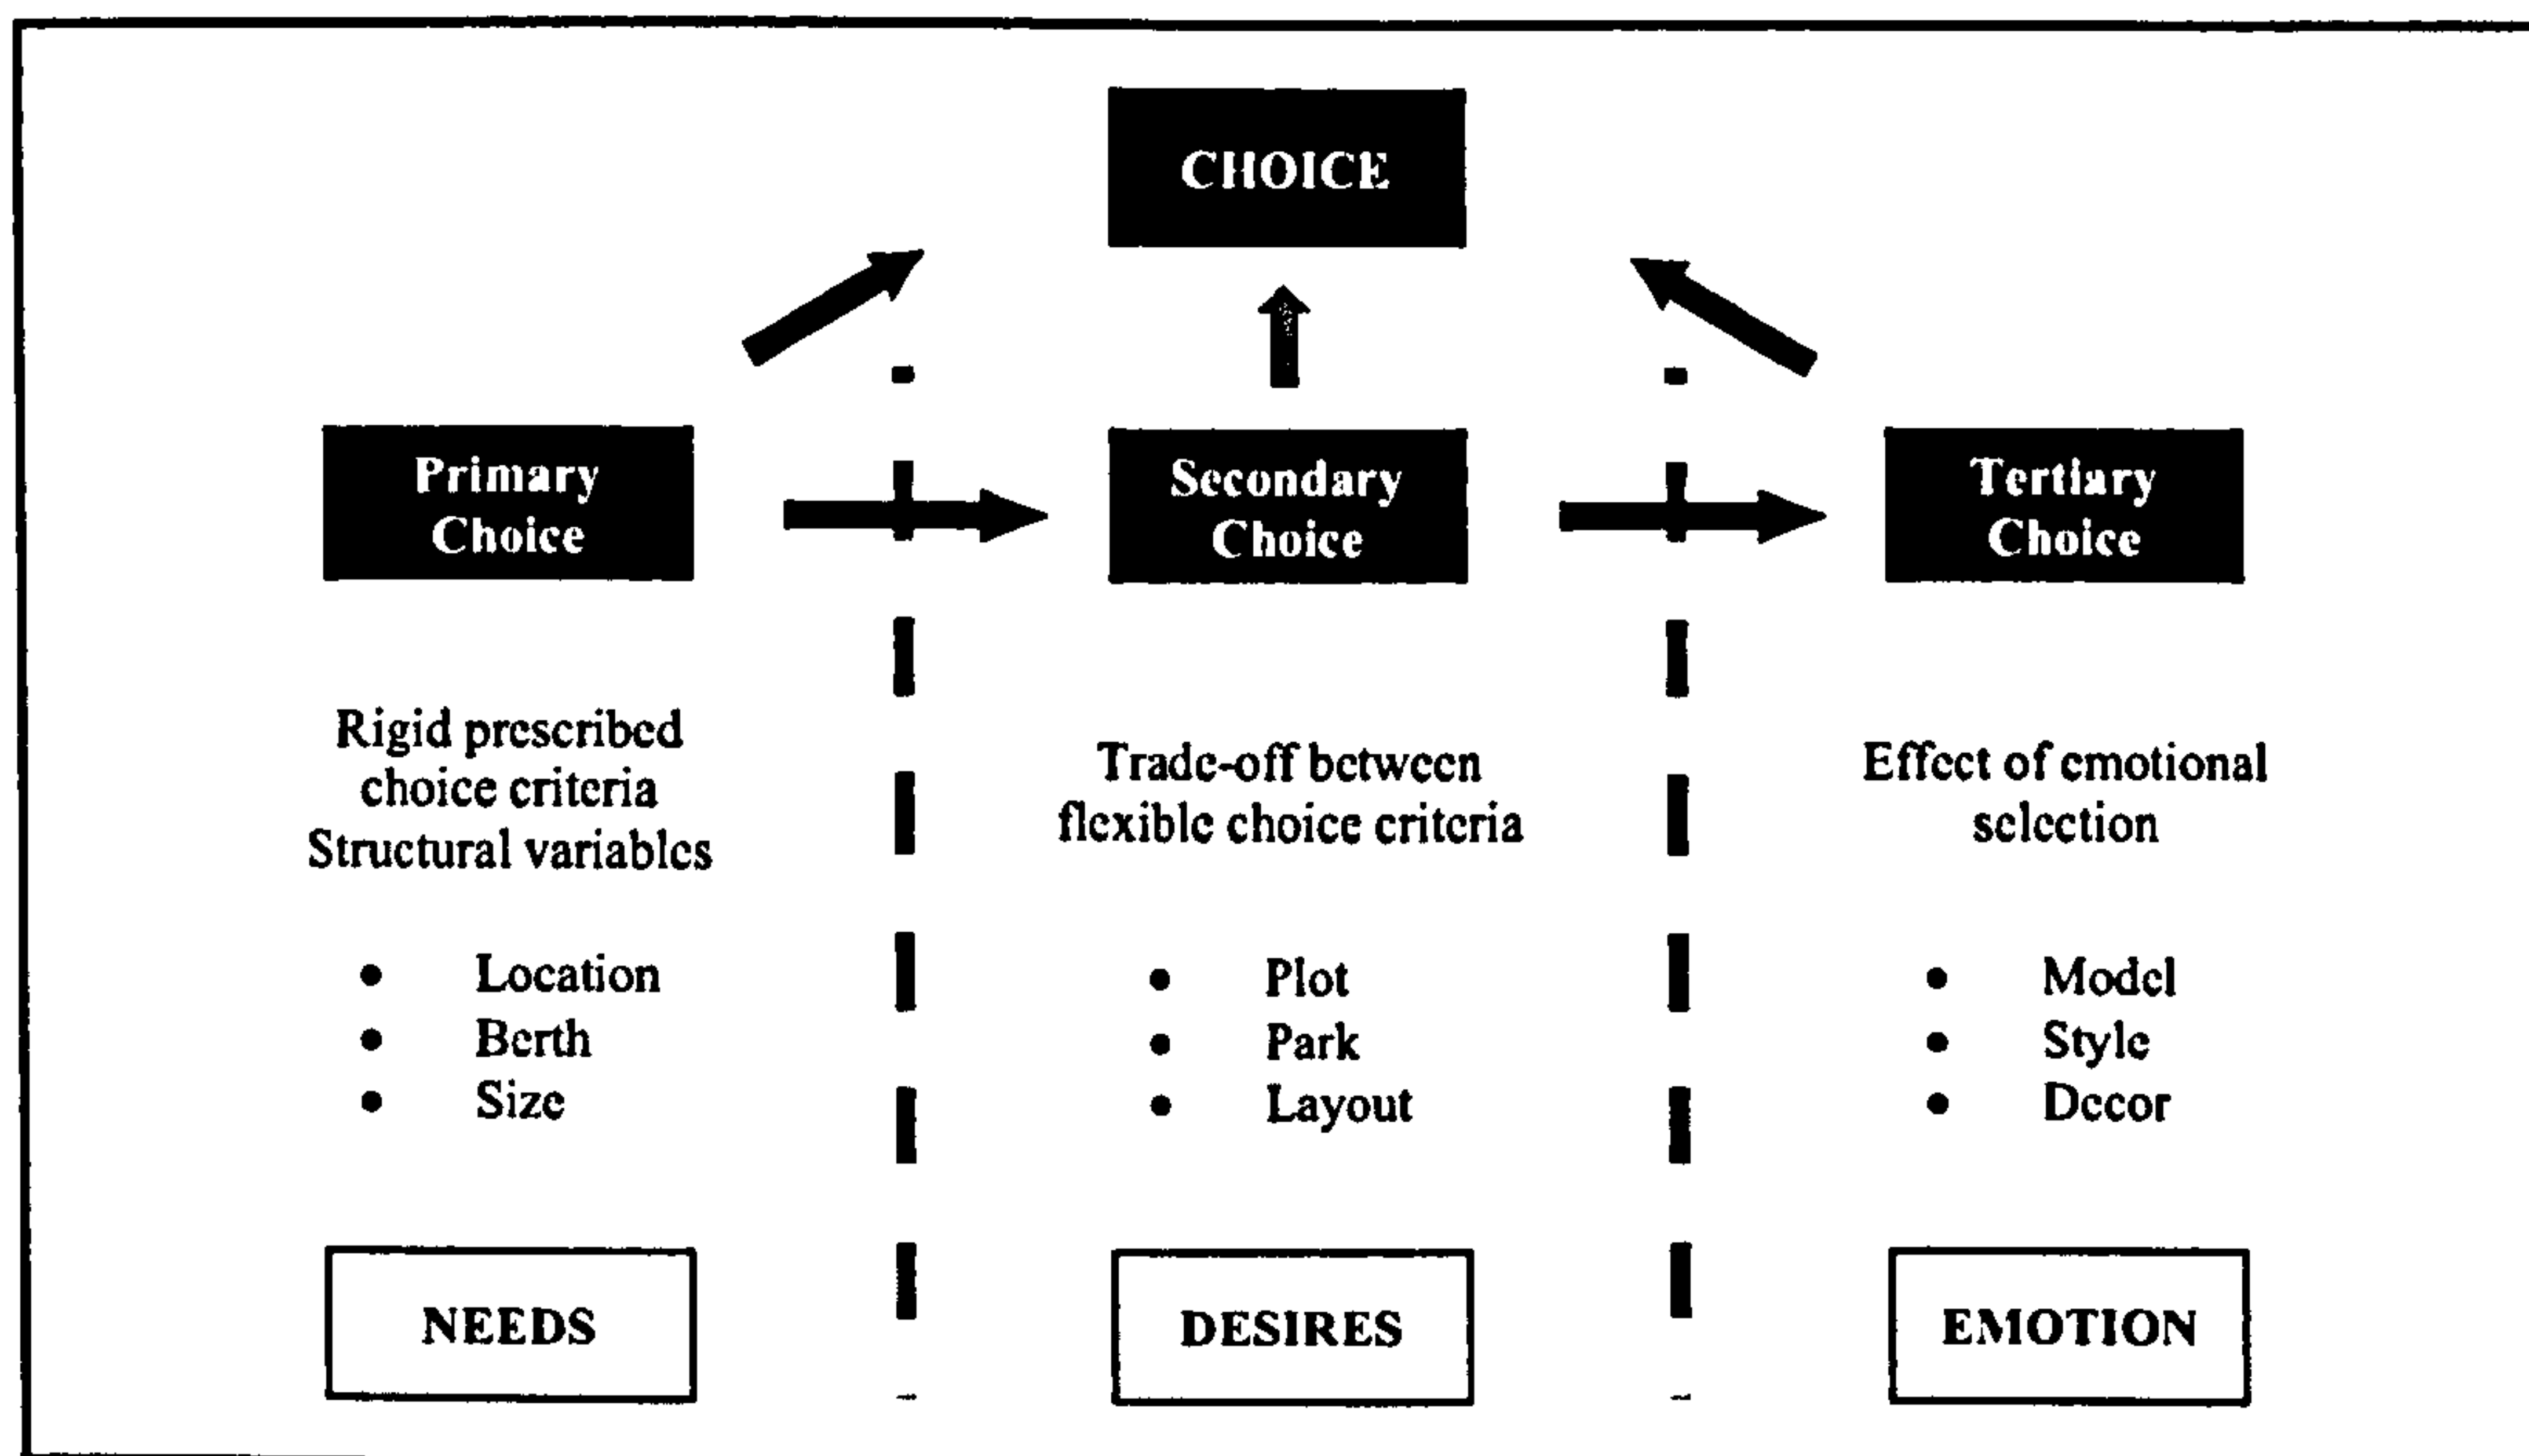 CHOICE
Primary
Choice
Secondary
Choice
Tertiary
Choice
Rigid prescribed
choice criteria
Structural variables
Trade-off between
flexible choice criteria
Effect of emotional
selection
• Location
• Berth
• Size
• Plot
• Park
• Layout
• Model
• Style
• Decor
NEEDS
DESIRES
EMOTION